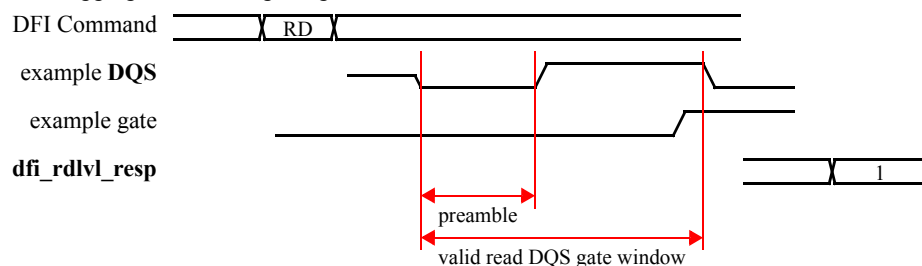 DFI Command
RD
example DQS
example gate
dfi_rdlvl_resp
1
preamble
valid read DQS gate window